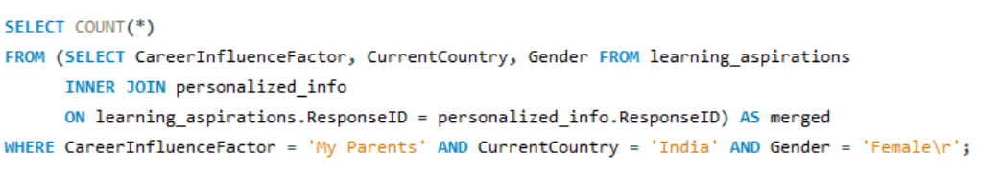 SELECT COUNT(*)
FROM (SELECT CareerInfluenceFactor, CurrentCountry, Gender FROM learning_aspirations
INNER JOIN personalized_info
ON learning_aspirations.ResponseID = personalized_info.ResponseID) AS merged
WHERE CareerInfluenceFactor = 'My Parents' AND CurrentCountry = 'India' AND Gender = 'Female\r';